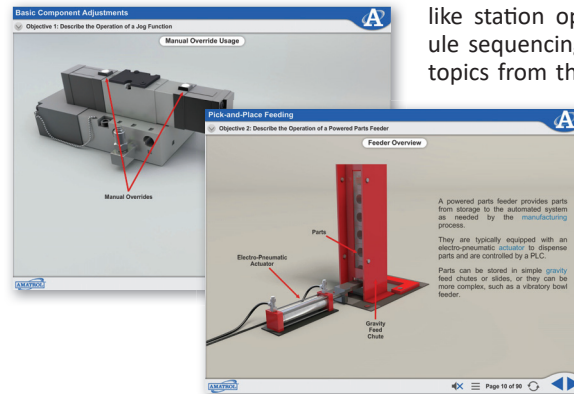 Basic Component Adjustments
Objective 1: Describe the Operation of a Jog Function
Manual Override Usage
Manual Overrides
AMATROL
A
like station op
ule sequencin
topics from th
Pick-and-Place Feeding
Objective 2: Describe the Operation of a Powered Parts Feeder
Feeder Overview
A
Parts
Electro-Pneumatic
Actuator
Gravity
Feed
Chute
A powered parts feeder provides parts
from storage to the automated system
as needed by the manufacturing
process.
They are typically equipped with an
electro-pneumatic actuator to dispense
parts and are controlled by a PLC.
Parts can be stored in simple gravity
feed chutes or slides, or they can be
more complex, such as a vibratory bowl
feeder.
AMATROL
Page 10 of 90